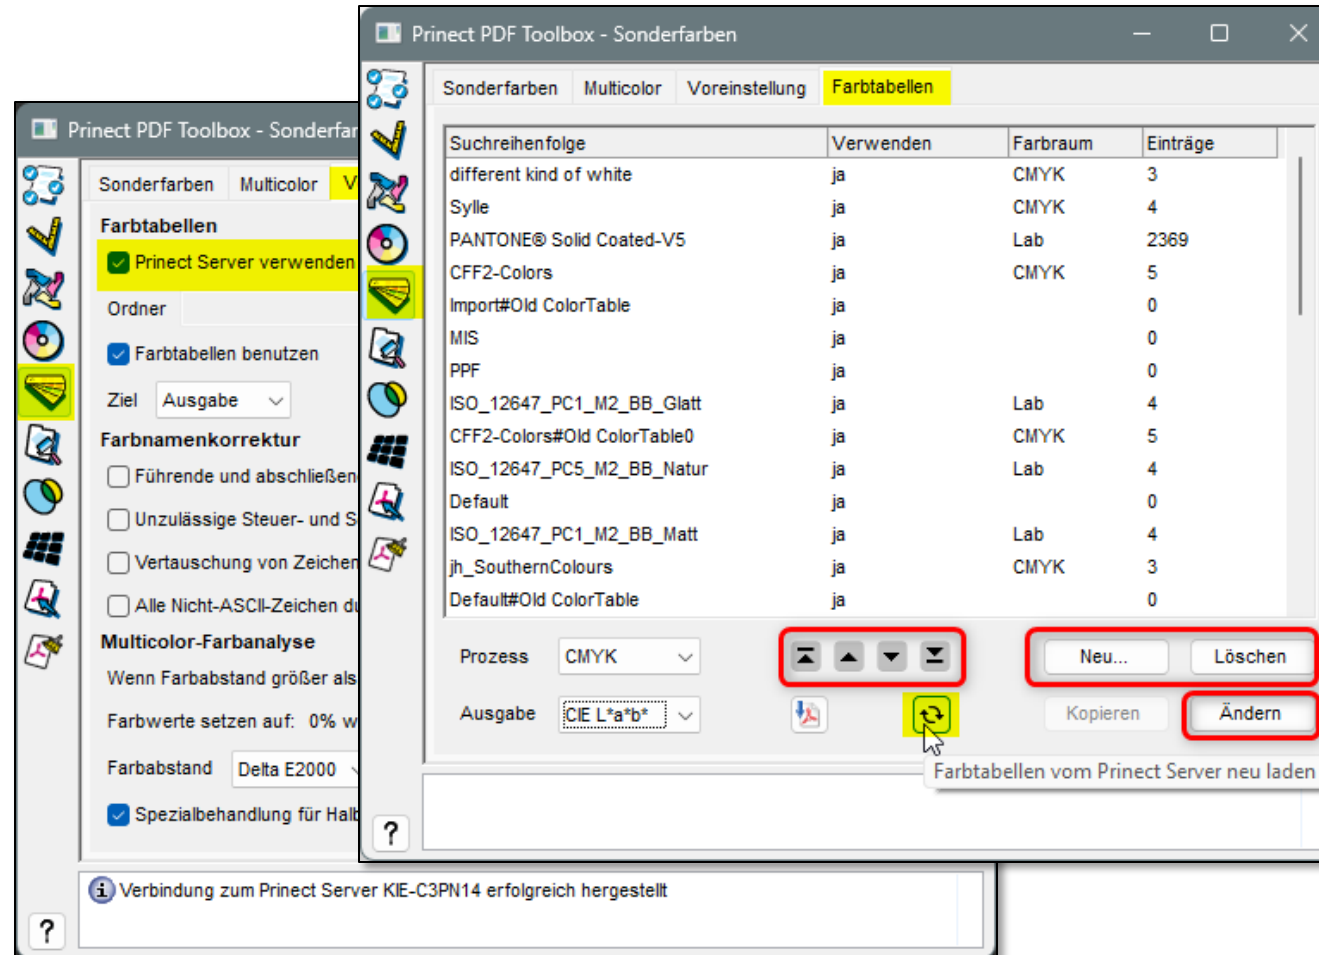 Prinect PDF Toolbox - Sonderfarben
Sonderfarben Multicolor Voreinstellung Farbtabellen
Suchreihenfolge Verwenden Farbraum Einträge
different kind of white ja CMYK 3
Sylle ja CMYK 4
PANTONE® Solid Coated-V5 ja Lab 2369
CFF2-Colors ja CMYK 5
Import#Old ColorTable ja 0
MIS ja 0
PPF ja 0
ISO_12647_PC1_M2_BB_Glatt ja Lab 4
CFF2-Colors#Old ColorTable0 ja CMYK 5
ISO_12647_PC5_M2_BB_Natur ja Lab 4
Default ja 0
ISO_12647_PC1_M2_BB_Matt ja Lab 4
jh_SouthernColours ja CMYK 3
Default#Old ColorTable ja 0
Prozess CMYK Neu... Löschen
Ausgabe CIE L*a*b* Kopieren Ändern
Farbtabellen vom Prinect Server neu laden
?
Prinect PDF Toolbox - Sonderfar
Sonderfarben Multicolor V
Farbtabellen
Prinect Server verwenden
Ordner
Farbtabellen benutzen
Ziel Ausgabe
Farbnamenkorrektur
Führende und abschließen
Unzulässige Steuer- und S
Vertauschung von Zeichen
Alle Nicht-ASCII-Zeichen du
Multicolor-Farbanalyse
Wenn Farbabstand größer als
Farbwerte setzen auf: 0% w
Farbabstand Delta E2000
Spezialbehandlung für Halb
Verbindung zum Prinect Server KIE-C3PN14 erfolgreich hergestellt
?